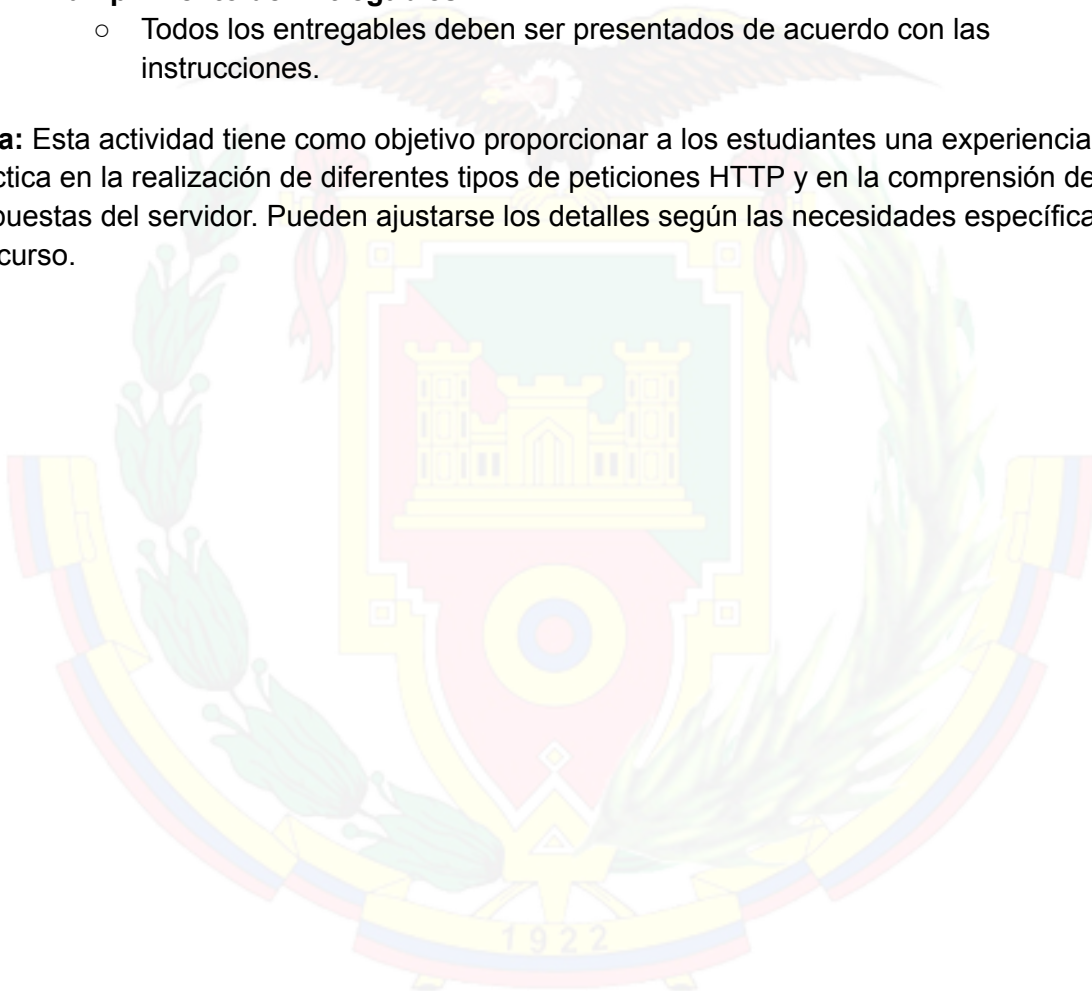 ○ Todos los entregables deben ser presentados de acuerdo con las
instrucciones.
a: Esta actividad tiene como objetivo proporcionar a los estudiantes una experiencia
ctica en la realización de diferentes tipos de peticiones HTTP y en la comprensión de
puestas del servidor. Pueden ajustarse los detalles según las necesidades específica
curso.
1922